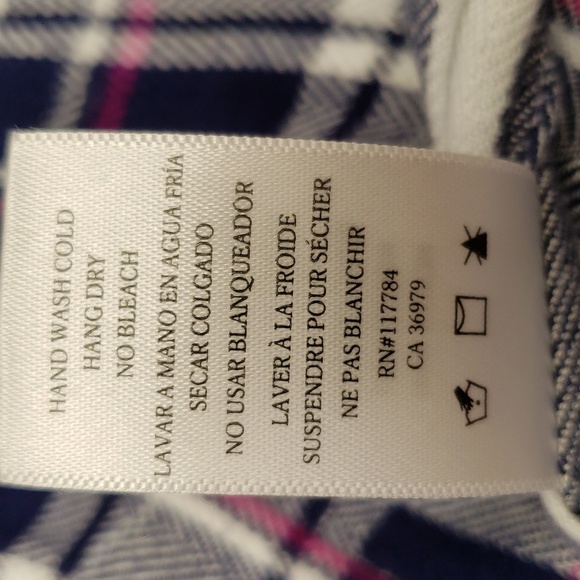 HAND WASH COLD
HANG DRY
NO BLEACH
LAVAR A MANO EN AGUA FRÍA
SECAR COLGADO
NO USAR BLANQUEADOR
LAVER À LA FROIDE
SUSPENDRE POUR SÉCHER
NE PAS BLANCHIR
RN#117784
CA 36979